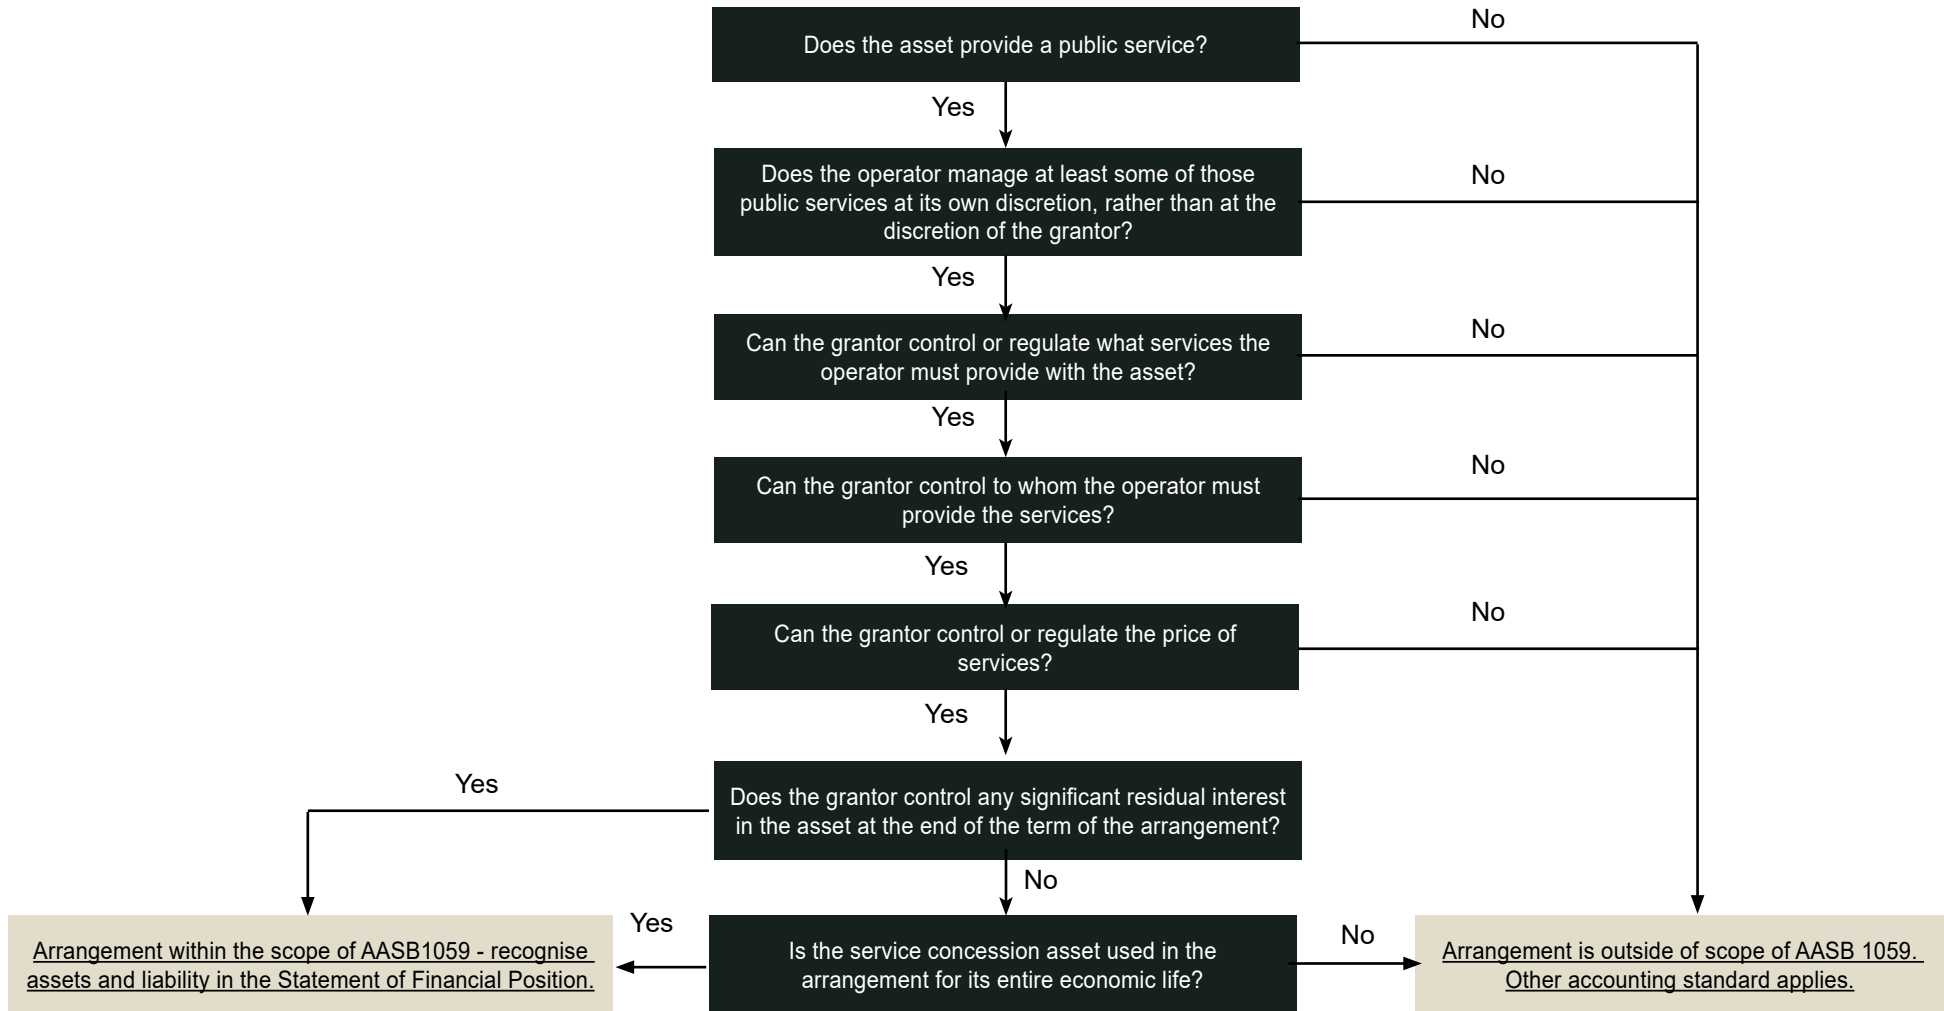 No
Does the asset provide a public service?
Yes
Does the operator manage at least some of those
public services at its own discretion, rather than at the
discretion of the grantor?
No
Yes
Can the grantor control or regulate what services the
operator must provide with the asset?
No
Yes
Can the grantor control to whom the operator must
provide the services?
No
Yes
Can the grantor control or regulate the price of
services?
No
Yes
Does the grantor control any significant residual interest
in the asset at the end of the term of the arrangement?
Yes
No
Yes
Arrangement within the scope of AASB1059 - recognise
assets and liability in the Statement of Financial Position.
Is the service concession asset used in the
arrangement for its entire economic life?
No
Arrangement is outside of scope of AASB 1059.
Other accounting standard applies.